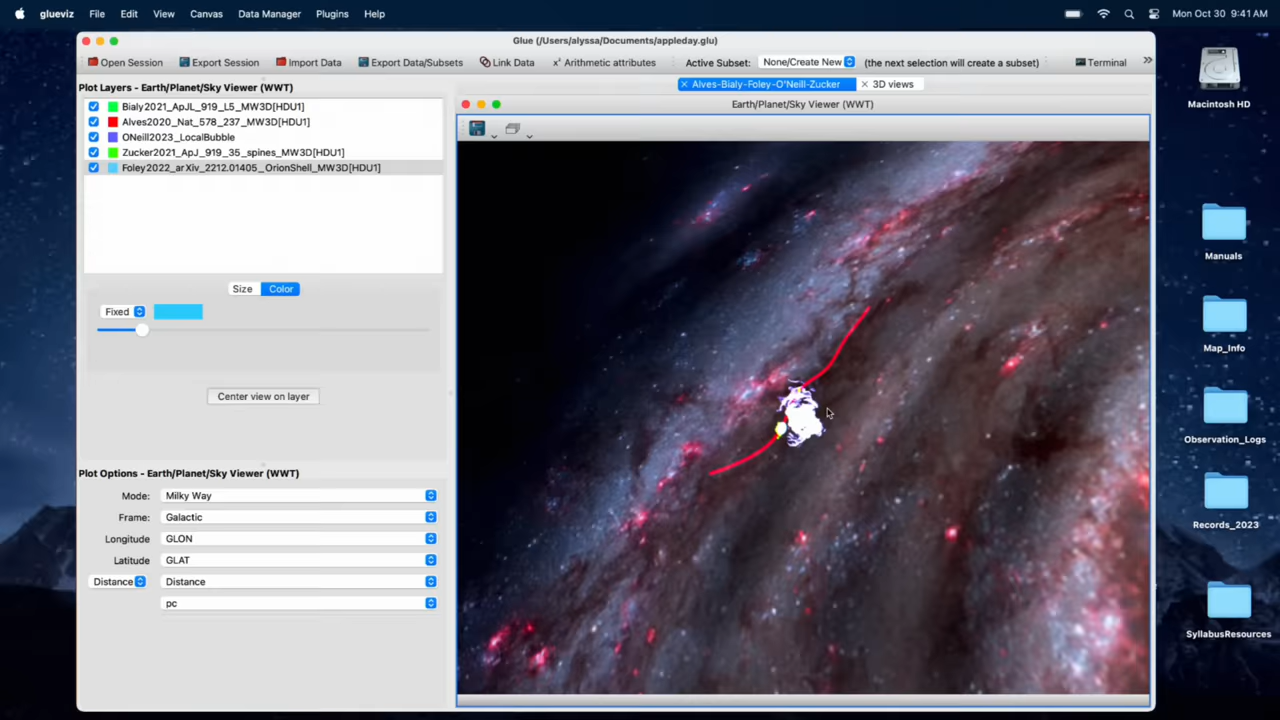 glueviz File Edit View Canvas Data Manager Plugins Help Mon Oct 30 9:41 AM
Glue (/Users/alyssa/Documents/appleday.glu)
Open Session Export Session Import Data Export Data/Subsets Link Data Arithmetic attributes Active Subset: None/Create New (the next selection will create a subset) Terminal
Plot Layers - Earth/Planet/Sky Viewer (WWT)
Bialy2021_ApJL_919_L5_MW3D[HDU1]
Alves2020_Nat_578_237_MW3D[HDU1]
ONeill2023_LocalBubble
Zucker2021_ApJ_919_35_spines_MW3D[HDU1]
Foley2022_arXiv_2212.01405_OrionShell_MW3D[HDU1]
Size Color
Fixed
Center view on layer
Plot Options - Earth/Planet/Sky Viewer (WWT)
Mode: Milky Way
Frame: Galactic
Longitude GLON
Latitude GLAT
Distance Distance
pc
Alves-Bialy-Foley-O'Neill-Zucker 3D views
Earth/Planet/Sky Viewer (WWT)
Macintosh HD
Manuals
Map_Info
Observation_Logs
Records_2023
SyllabusResources